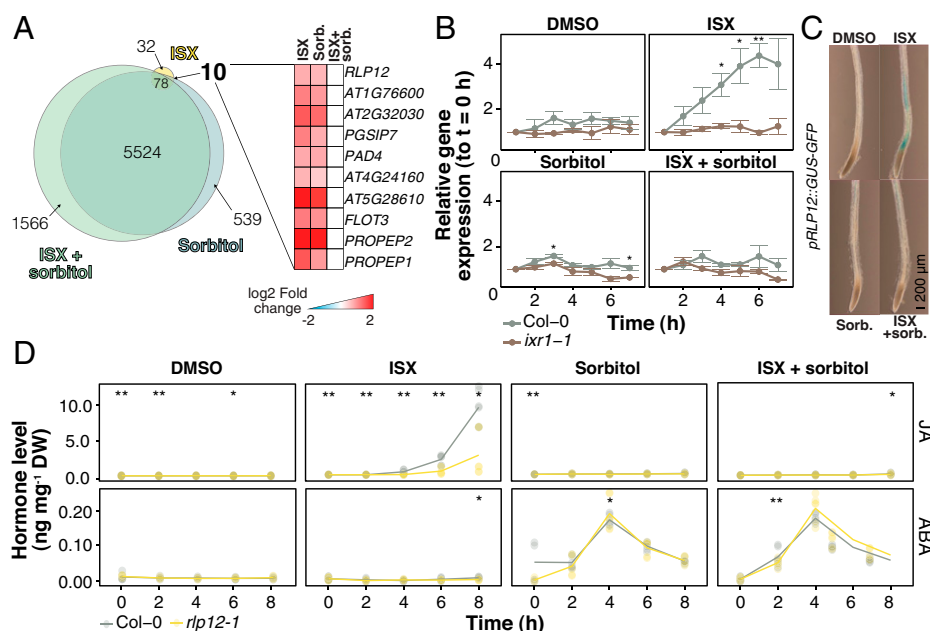 A
32
ISX
10
78
5524
1566
539
ISX +
sorbitol
Sorbitol
ISX
Sorb.
ISX+
sorb.
RLP12
AT1G76600
AT2G32030
PGSIP7
PAD4
AT4G24160
AT5G28610
FLOT3
PROPEP2
PROPEP1
log2 Fold
change
-2
2
B
DMSO
ISX
Relative gene
expression (to t = 0 h)
4
2
0
* * **
Sorbitol
ISX + sorbitol
4
2
0
* *
2 4 6
2 4 6
Time (h)
Col-0
ixr1-1
C
DMSO
ISX
pRLP12::GUS-GFP
200 µm
Sorb.
ISX
+sorb.
D
DMSO
ISX
Sorbitol
ISX + sorbitol
Hormone level
(ng mg-1 DW)
10.0
5.0
0.0
** ** *
** ** ** ** *
**
*
JA
0.20
0.10
0.00
*
*
**
ABA
0 2 4 6 8
0 2 4 6 8
0 2 4 6 8
0 2 4 6 8
Time (h)
Col-0
rlp12-1